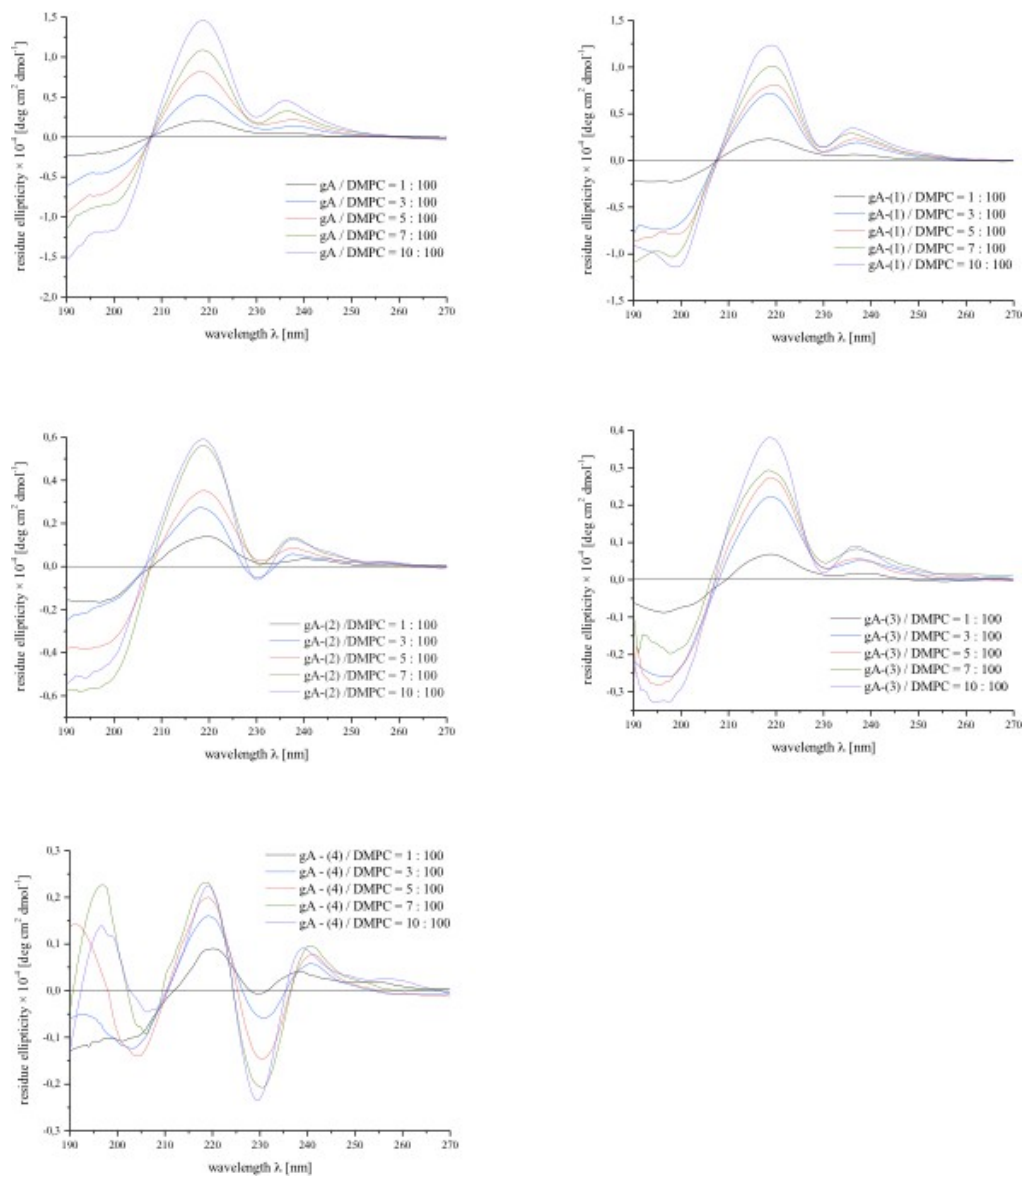 residue ellipticity × 10⁻⁴ [deg cm² dmol⁻¹]
1,5
1,0
0,5
0,0
-0,5
-1,0
-1,5
-2,0
gA / DMPC = 1 : 100
gA / DMPC = 3 : 100
gA / DMPC = 5 : 100
gA / DMPC = 7 : 100
gA / DMPC = 10 : 100
190 200 210 220 230 240 250 260 270
wavelength λ [nm]
residue ellipticity × 10⁻⁴ [deg cm² dmol⁻¹]
1,5
1,0
0,5
0,0
-0,5
-1,0
-1,5
gA-(1) / DMPC = 1 : 100
gA-(1) / DMPC = 3 : 100
gA-(1) / DMPC = 5 : 100
gA-(1) / DMPC = 7 : 100
gA-(1) / DMPC = 10 : 100
190 200 210 220 230 240 250 260 270
wavelength λ [nm]
residue ellipticity × 10⁻⁴ [deg cm² dmol⁻¹]
0,6
0,4
0,2
0,0
-0,2
-0,4
-0,6
gA-(2) /DMPC = 1 : 100
gA-(2) /DMPC = 3 : 100
gA-(2) /DMPC = 5 : 100
gA-(2) /DMPC = 7 : 100
gA-(2) /DMPC = 10 : 100
190 200 210 220 230 240 250 260 270
wavelength λ [nm]
residue ellipticity × 10⁻⁴ [deg cm² dmol⁻¹]
0,4
0,3
0,2
0,1
0,0
-0,1
-0,2
-0,3
gA-(3) / DMPC = 1 : 100
gA-(3) / DMPC = 3 : 100
gA-(3) / DMPC = 5 : 100
gA-(3) / DMPC = 7 : 100
gA-(3) / DMPC = 10 : 100
190 200 210 220 230 240 250 260 270
wavelength λ [nm]
residue ellipticity × 10⁻⁴ [deg cm² dmol⁻¹]
0,3
0,2
0,1
0,0
-0,1
-0,2
-0,3
gA - (4) / DMPC = 1 : 100
gA - (4) / DMPC = 3 : 100
gA - (4) / DMPC = 5 : 100
gA - (4) / DMPC = 7 : 100
gA - (4) / DMPC = 10 : 100
190 200 210 220 230 240 250 260 270
wavelength λ [nm]